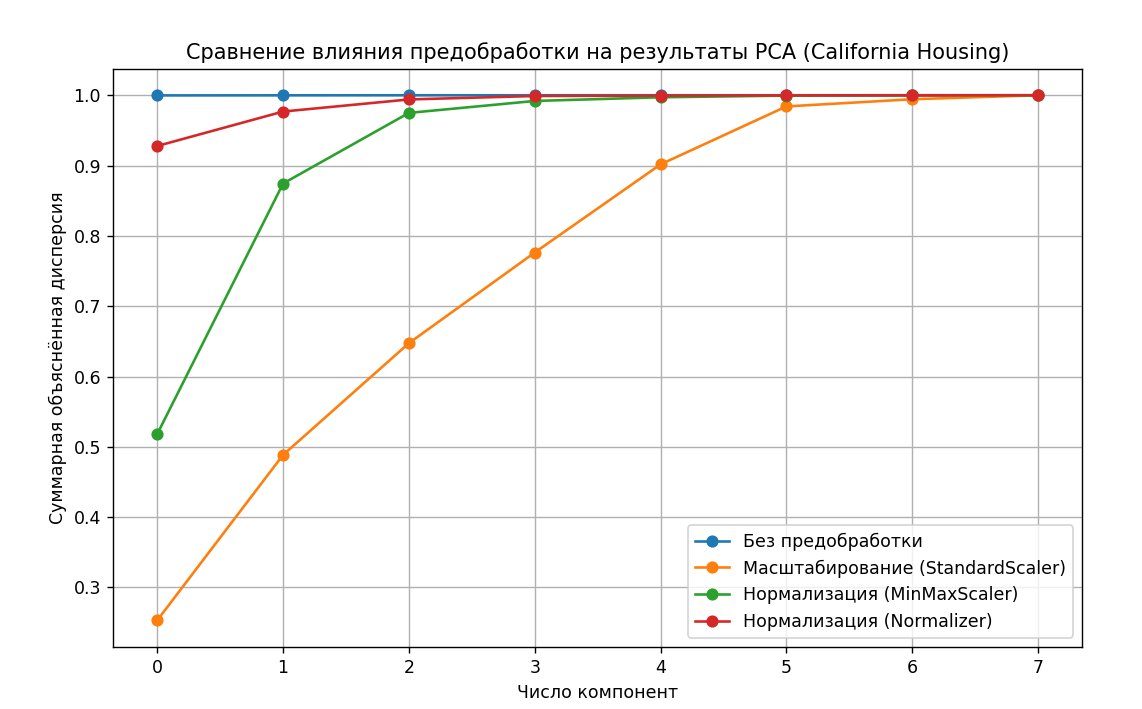 Сравнение влияния предобработки на результаты PCA (California Housing)
Суммарная объяснённая дисперсия
1.0
0.9
0.8
0.7
0.6
0.5
0.4
0.3
Без предобработки
Масштабирование (StandardScaler)
Нормализация (MinMaxScaler)
Нормализация (Normalizer)
0 1 2 3 4 5 6 7
Число компонент